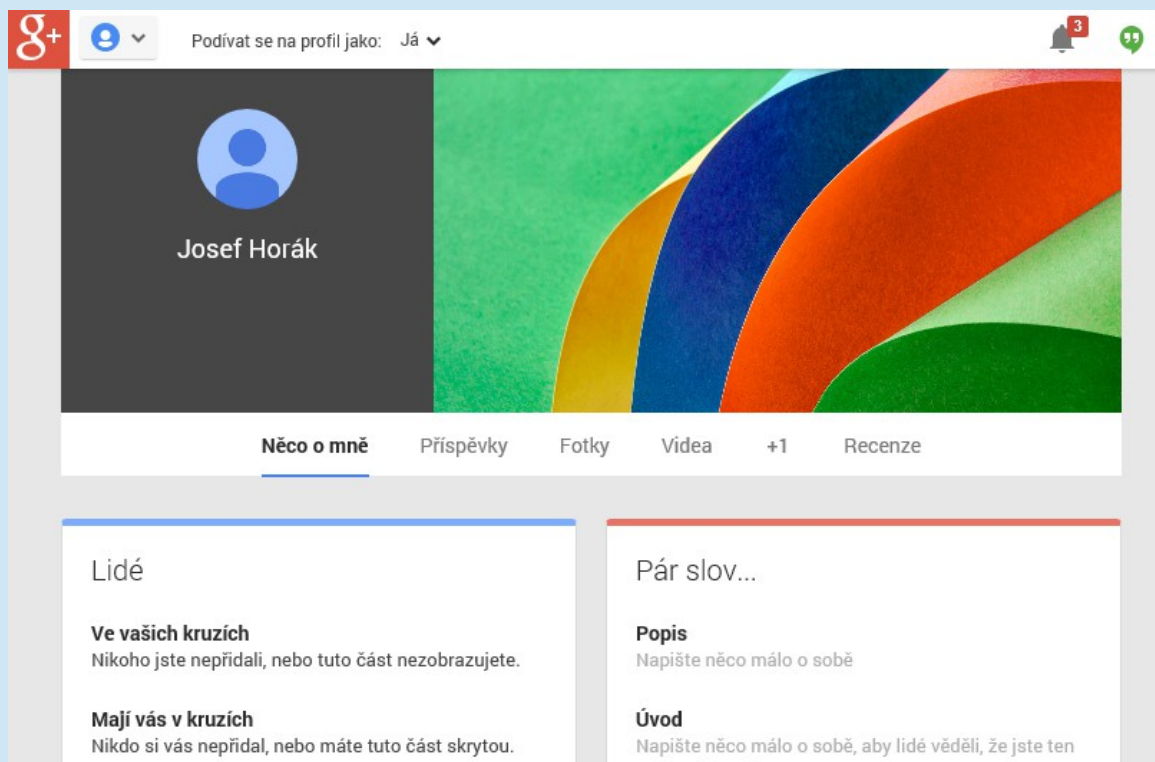 g+
Podívat se na profil jako: Já
3
Josef Horák
Něco o mně Příspěvky Fotky Videa +1 Recenze
Lidé
Ve vašich kruzích
Nikoho jste nepřidali, nebo tuto část nezobrazujete.
Mají vás v kruzích
Nikdo si vás nepřidal, nebo máte tuto část skrytou.
Pár slov...
Popis
Napište něco málo o sobě
Úvod
Napište něco málo o sobě, aby lidé věděli, že jste ten